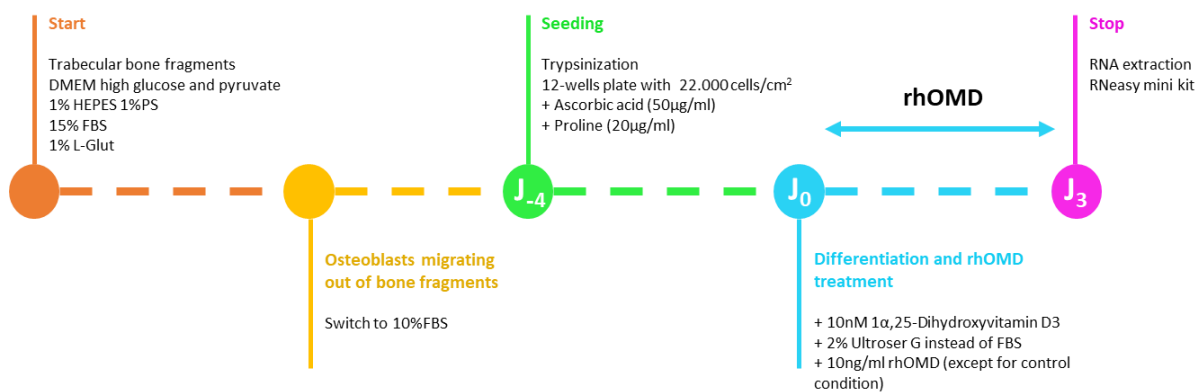 Start
Trabecular bone fragments
DMEM high glucose and pyruvate
1% HEPES 1%PS
15% FBS
1% L-Glut
Osteoblasts migrating
out of bone fragments
Switch to 10%FBS
J-4
Seeding
Trypsinization
12-wells plate with 22.000 cells/cm²
+ Ascorbic acid (50µg/ml)
+ Proline (20µg/ml)
J0
Differentiation and rhOMD
treatment
+ 10nM 1α,25-Dihydroxyvitamin D3
+ 2% Ultroser G instead of FBS
+ 10ng/ml rhOMD (except for control
condition)
rhOMD
J3
Stop
RNA extraction
RNeasy mini kit